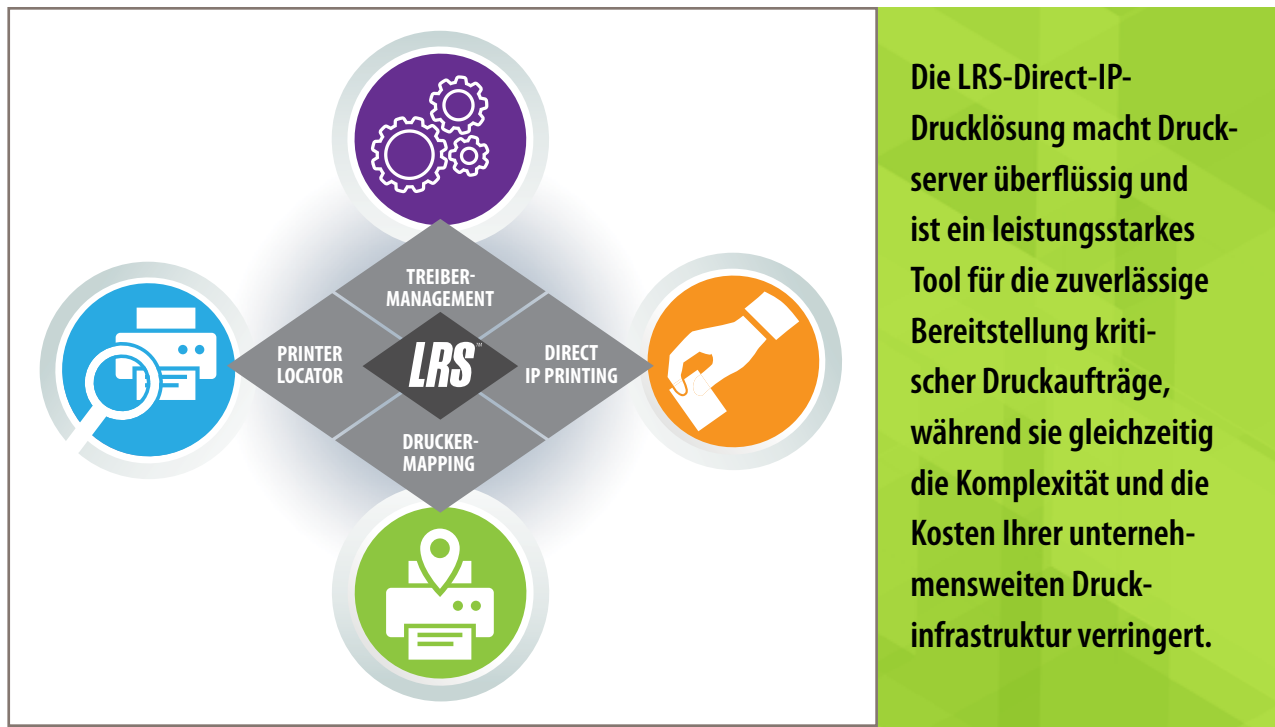 TREIBER-
MANAGEMENT
PRINTER
LOCATOR
LRS™
DIRECT
IP PRINTING
DRUCKER-
MAPPING
Die LRS-Direct-IP-
Drucklösung macht Druck-
server überflüssig und
ist ein leistungsstarkes
Tool für die zuverlässige
Bereitstellung kriti-
scher Druckaufträge,
während sie gleichzeitig
die Komplexität und die
Kosten Ihrer unterneh-
mensweiten Druck-
infrastruktur verringert.